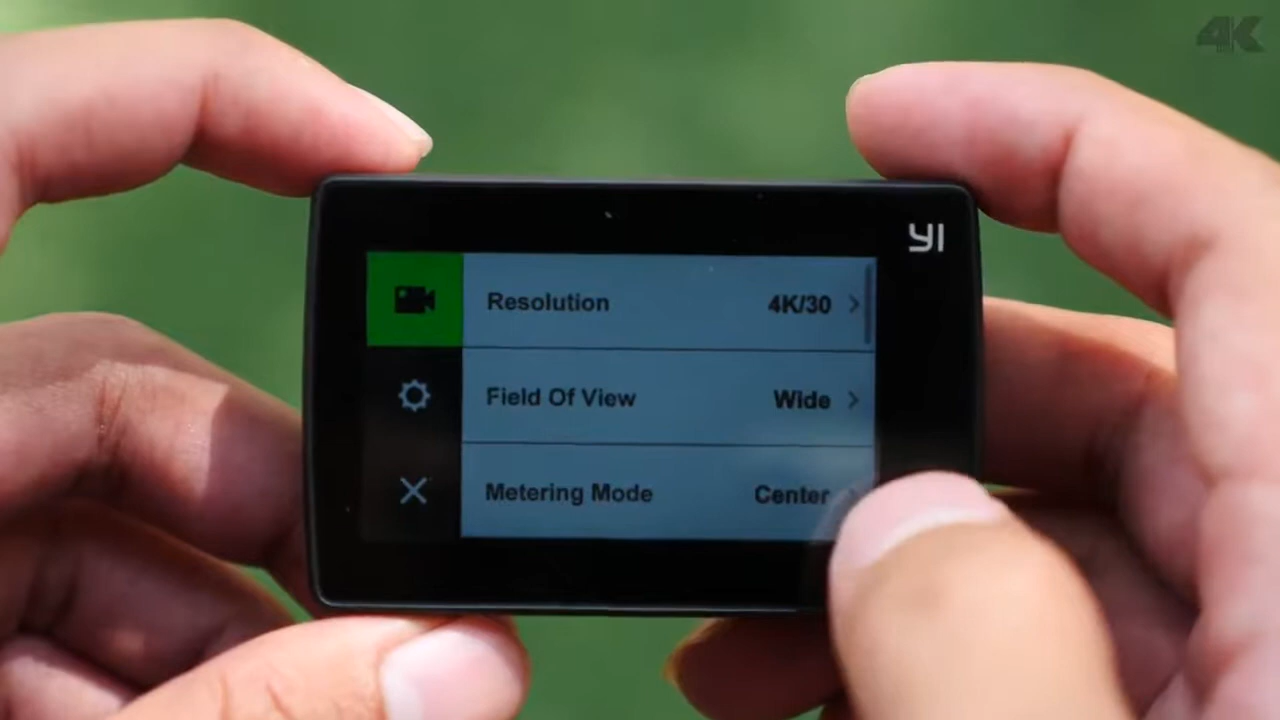 4K
YI
Resolution 4K/30 >
Field Of View Wide >
Metering Mode Center >